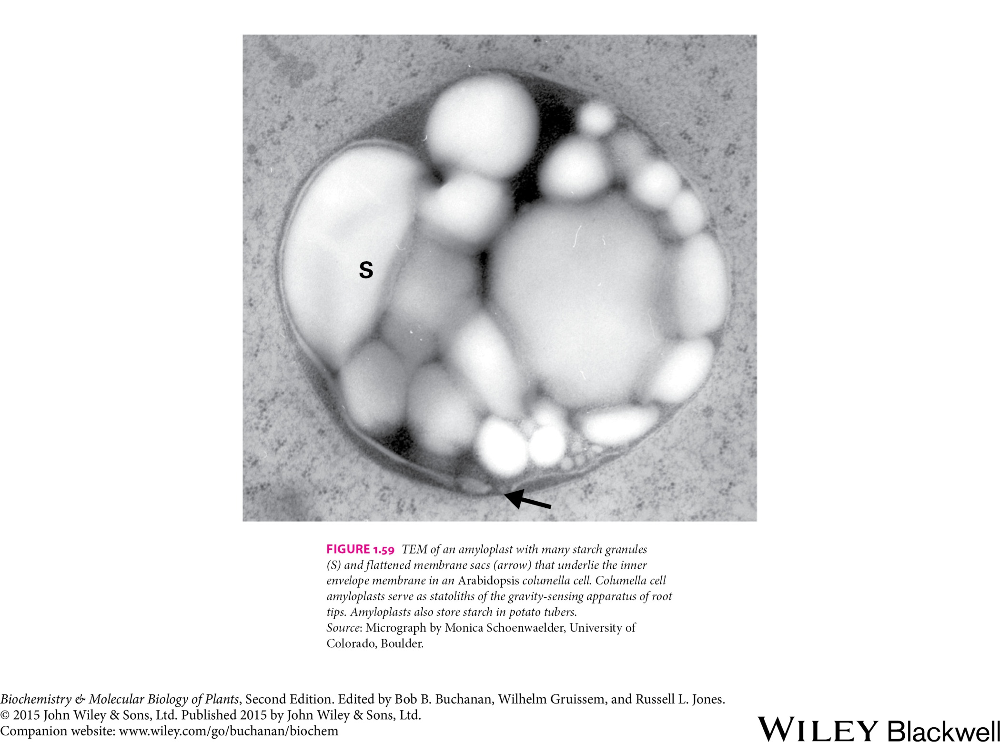 S
FIGURE 1.59 TEM of an amyloplast with many starch granules
(S) and flattened membrane sacs (arrow) that underlie the inner
envelope membrane in an Arabidopsis columella cell. Columella cell
amyloplasts serve as statoliths of the gravity-sensing apparatus of root
tips. Amyloplasts also store starch in potato tubers.
Source: Micrograph by Monica Schoenwaelder, University of
Colorado, Boulder.
Biochemistry & Molecular Biology of Plants, Second Edition. Edited by Bob B. Buchanan, Wilhelm Gruissem, and Russell L. Jones.
© 2015 John Wiley & Sons, Ltd. Published 2015 by John Wiley & Sons, Ltd.
Companion website: www.wiley.com/go/buchanan/biochem
WILEY Blackwell